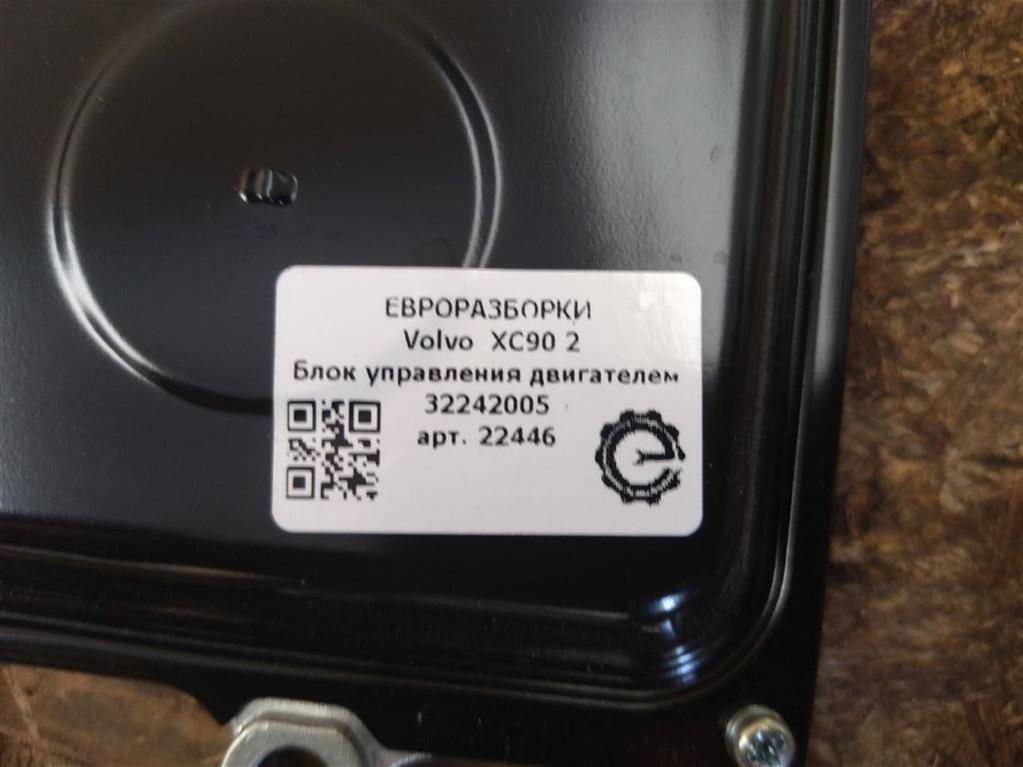 ЕВРОРАЗБОРКИ
Volvo XC90 2
Блок управления двигателем
32242005
арт. 22446